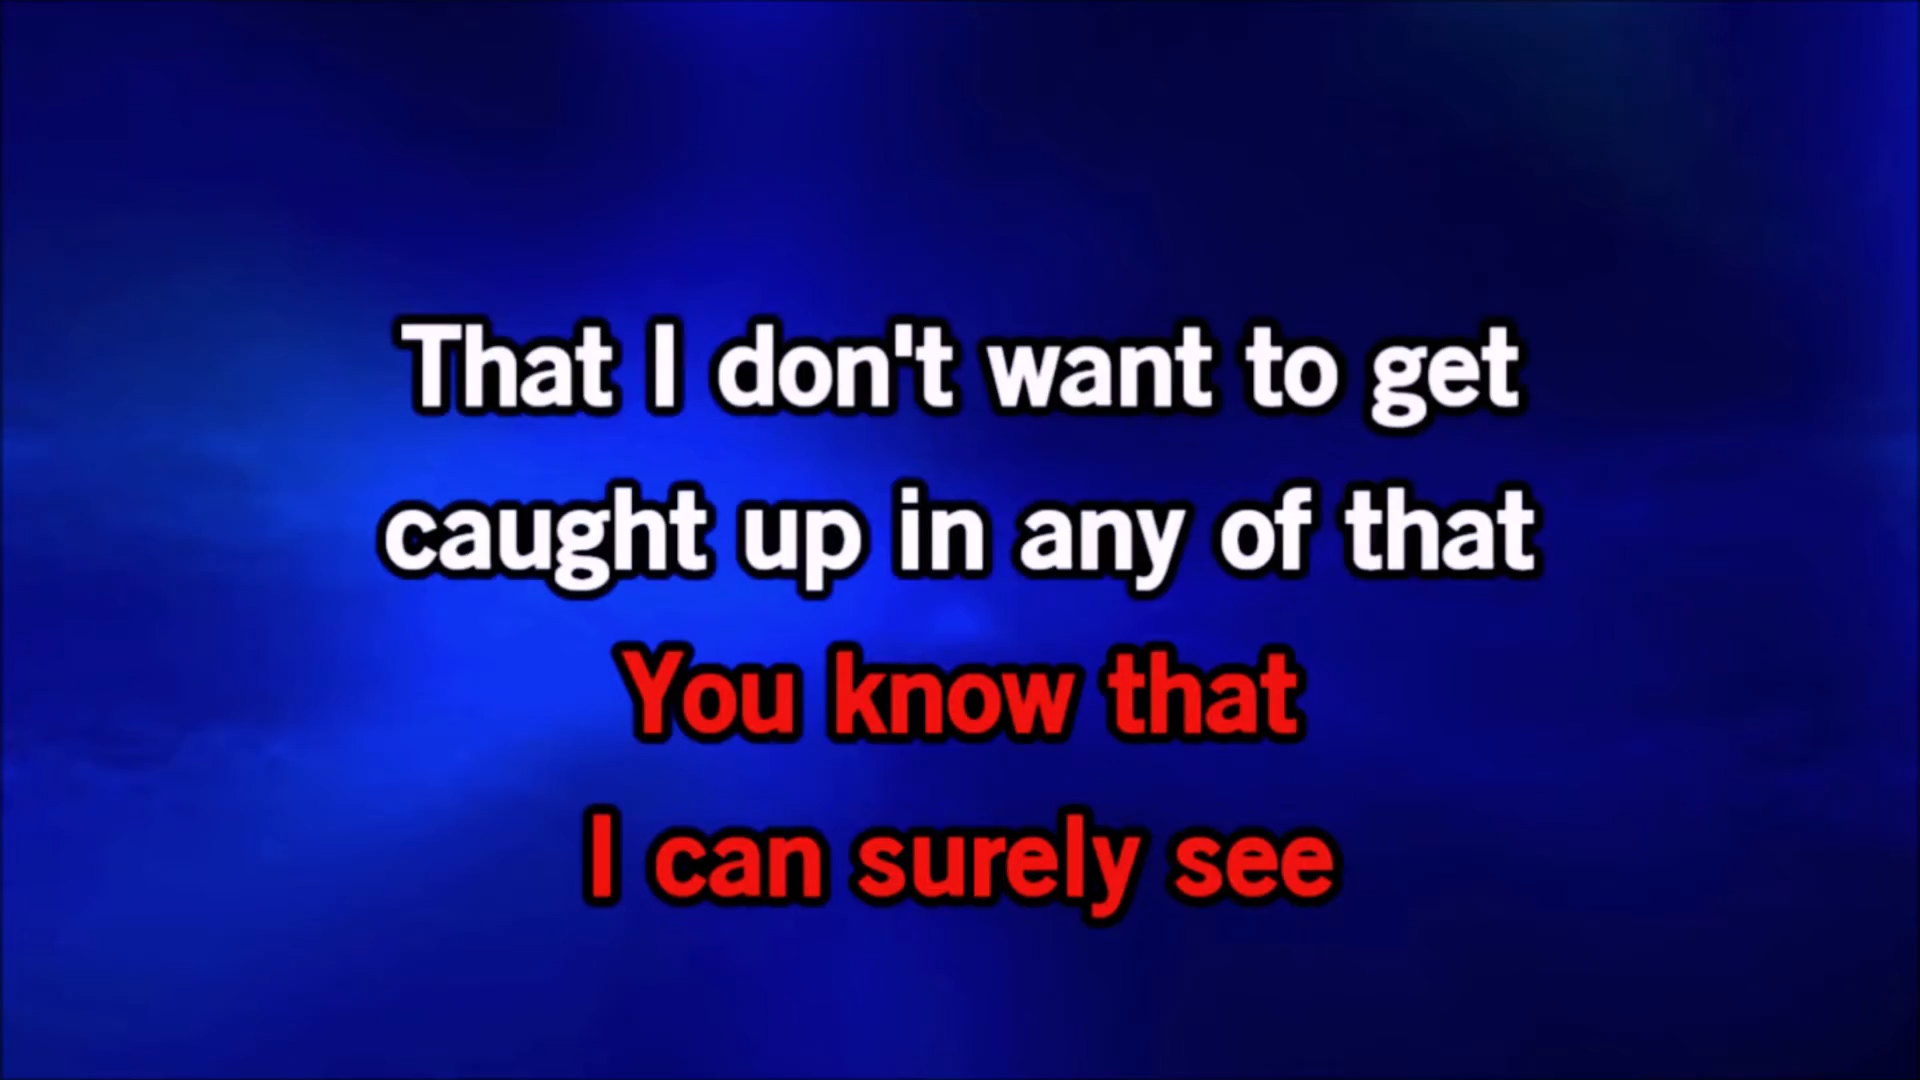 That I don't want to get
caught up in any of that
You know that
I can surely see